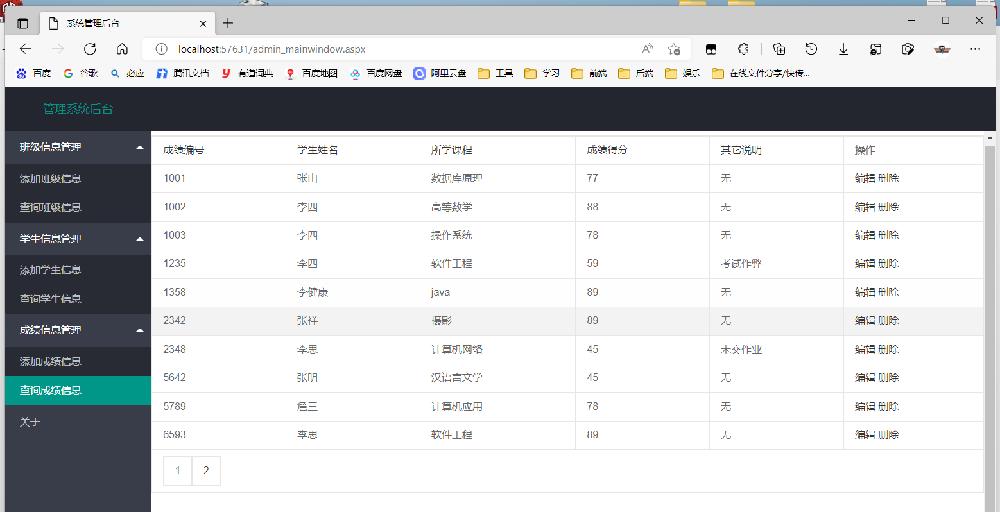 系统管理后台
localhost:57631/admin_mainwindow.aspx
百度 谷歌 必应 腾讯文档 有道词典 百度地图 百度网盘 阿里云盘 工具 学习 前端 后端 娱乐 在线文件分享/快传...
管理系统后台
班级信息管理
添加班级信息
查询班级信息
学生信息管理
添加学生信息
查询学生信息
成绩信息管理
添加成绩信息
查询成绩信息
关于
成绩编号 学生姓名 所学课程 成绩得分 其它说明 操作
1001 张山 数据库原理 77 无 编辑 删除
1002 李四 高等数学 88 无 编辑 删除
1003 李四 操作系统 78 无 编辑 删除
1235 李四 软件工程 59 考试作弊 编辑 删除
1358 李健康 java 89 无 编辑 删除
2342 张祥 摄影 89 无 编辑 删除
2348 李思 计算机网络 45 未交作业 编辑 删除
5642 张明 汉语言文学 45 无 编辑 删除
5789 詹三 计算机应用 78 无 编辑 删除
6593 李思 软件工程 89 无 编辑 删除
1 2